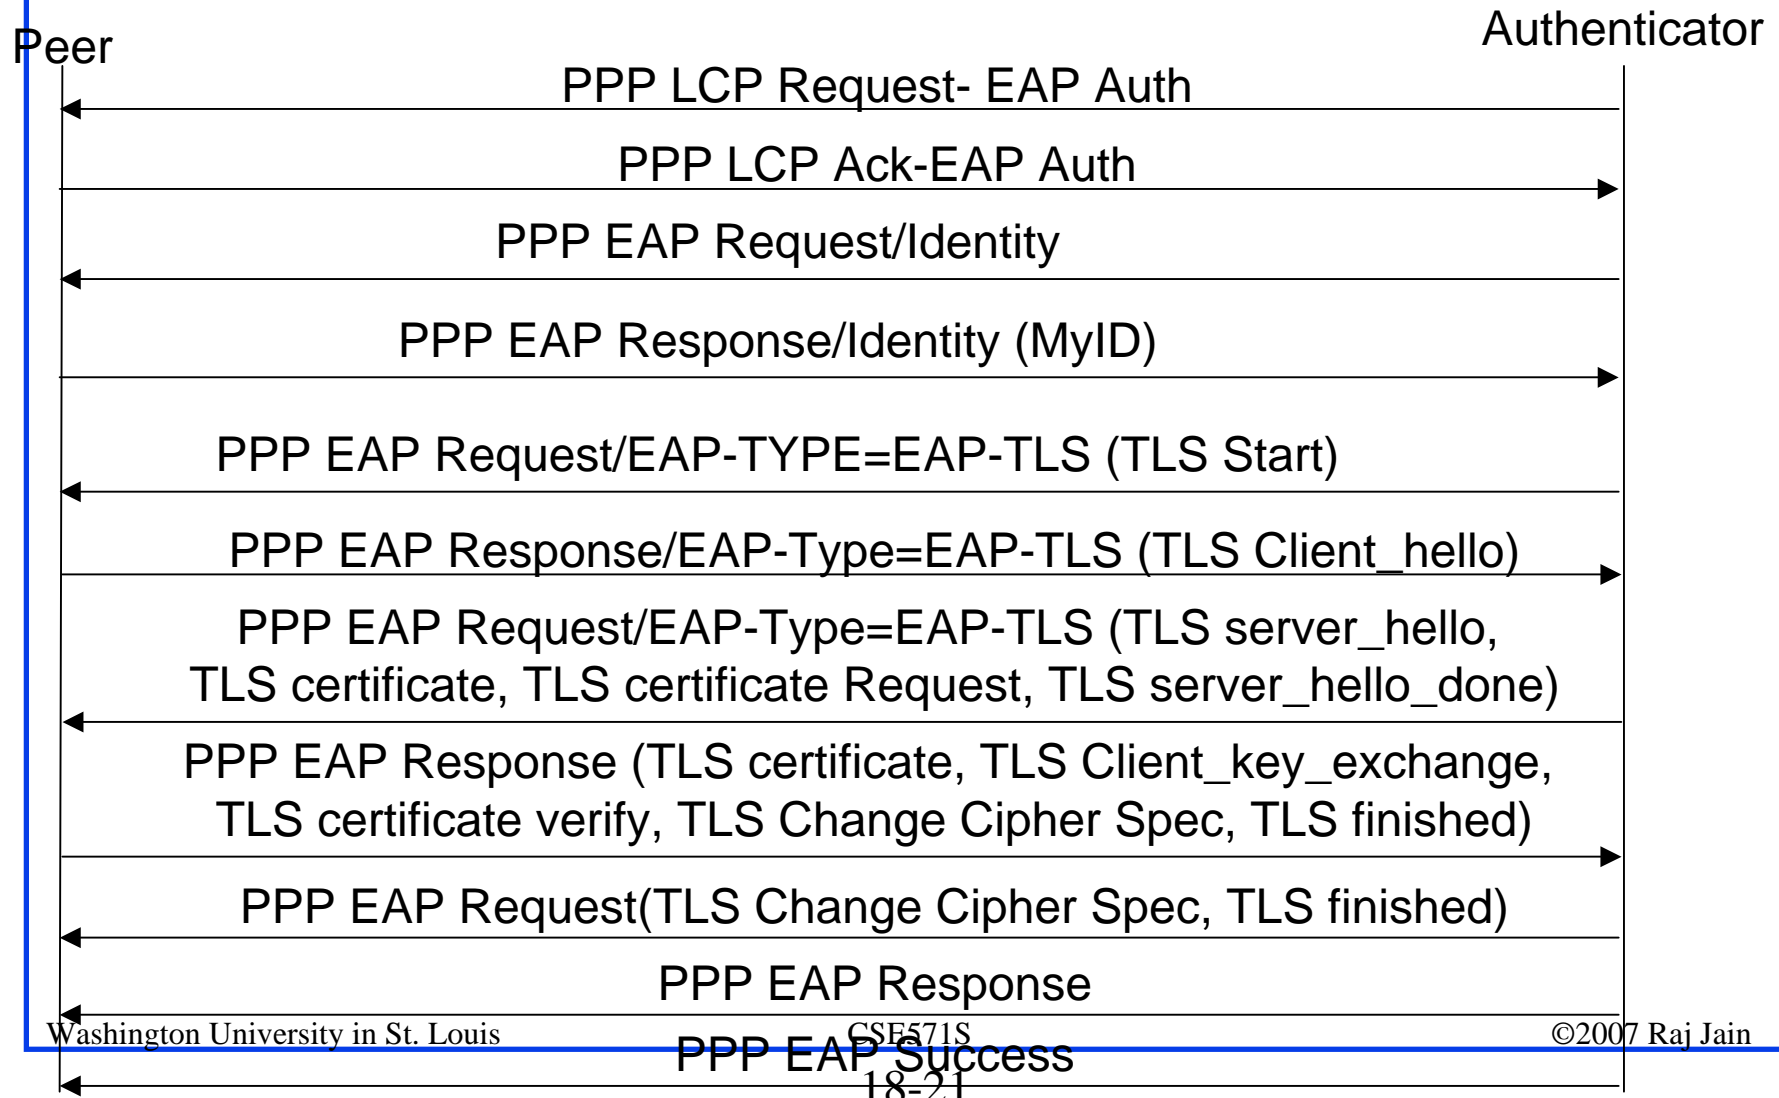 Peer
Authenticator
PPP LCP Request- EAP Auth
PPP LCP Ack-EAP Auth
PPP EAP Request/Identity
PPP EAP Response/Identity (MyID)
PPP EAP Request/EAP-TYPE=EAP-TLS (TLS Start)
PPP EAP Response/EAP-Type=EAP-TLS (TLS Client_hello)
PPP EAP Request/EAP-Type=EAP-TLS (TLS server_hello,
TLS certificate, TLS certificate Request, TLS server_hello_done)
PPP EAP Response (TLS certificate, TLS Client_key_exchange,
TLS certificate verify, TLS Change Cipher Spec, TLS finished)
PPP EAP Request(TLS Change Cipher Spec, TLS finished)
PPP EAP Response
Washington University in St. Louis
CSE571S
©2007 Raj Jain
PPP EAP Success
18-21